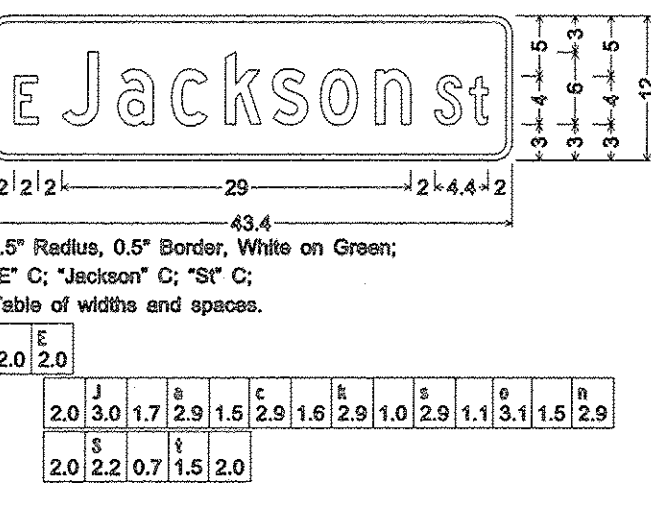 E Jackson St
5 4 3
3 6 3
5 4 3
12
2 2 2 29 2 4.4 2
43.4
.5" Radius, 0.5" Border, White on Green;
E" C; "Jackson" C; "St" C;
Table of widths and spaces.
E
2.0 2.0
J a c k s o n
2.0 3.0 1.7 2.9 1.5 2.9 1.6 2.9 1.0 2.9 1.1 3.1 1.5 2.9
S t
2.0 2.2 0.7 1.5 2.0